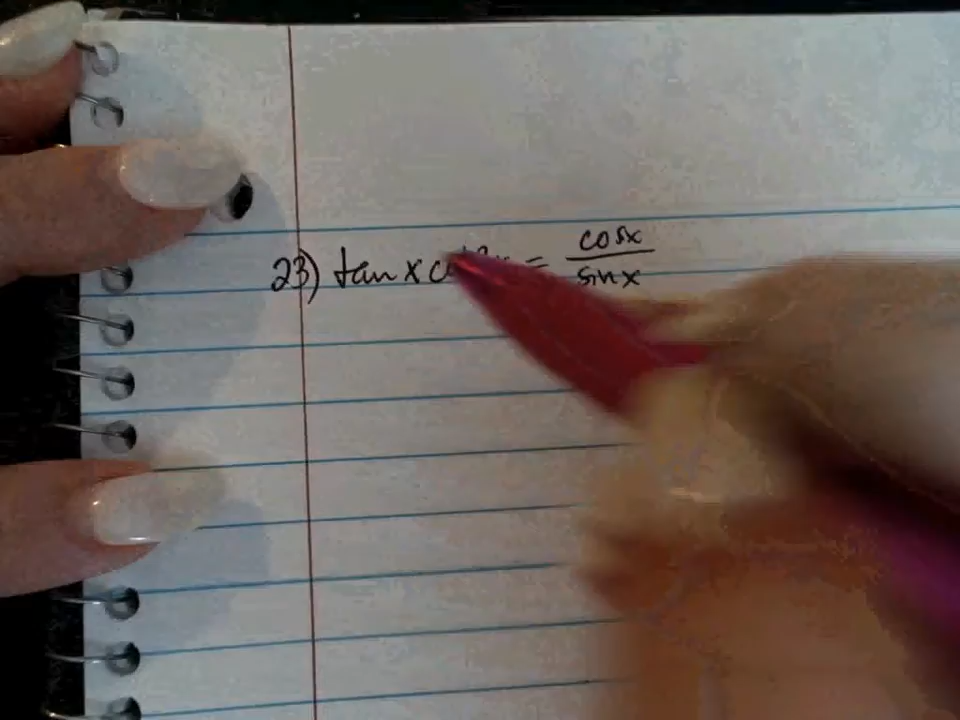 23) tan x = cos x / sin x